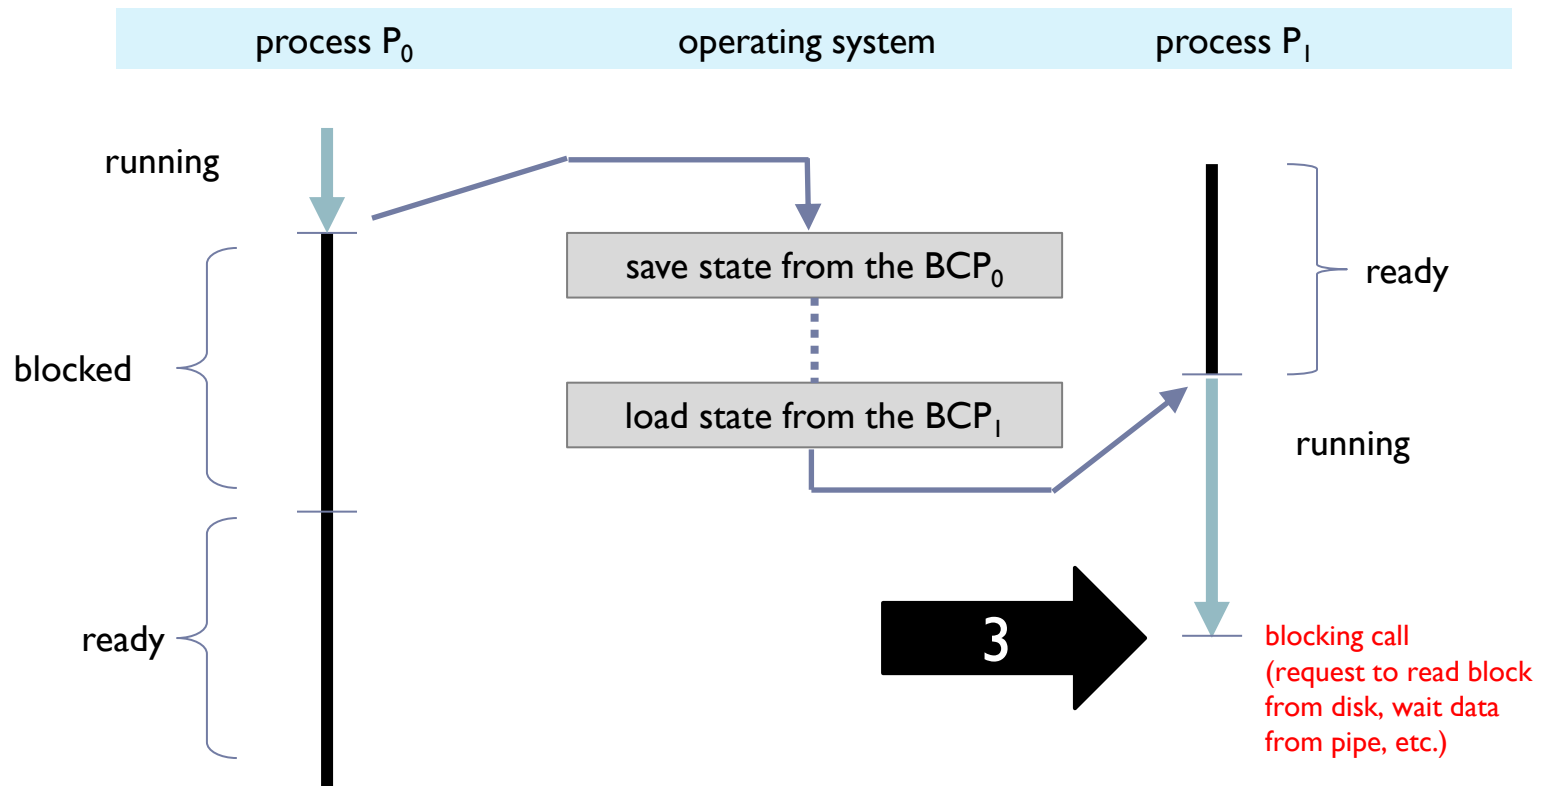 process P₀
operating system
process P₁
running
save state from the BCP₀
ready
blocked
load state from the BCP₁
running
ready
3
blocking call
(request to read block
from disk, wait data
from pipe, etc.)